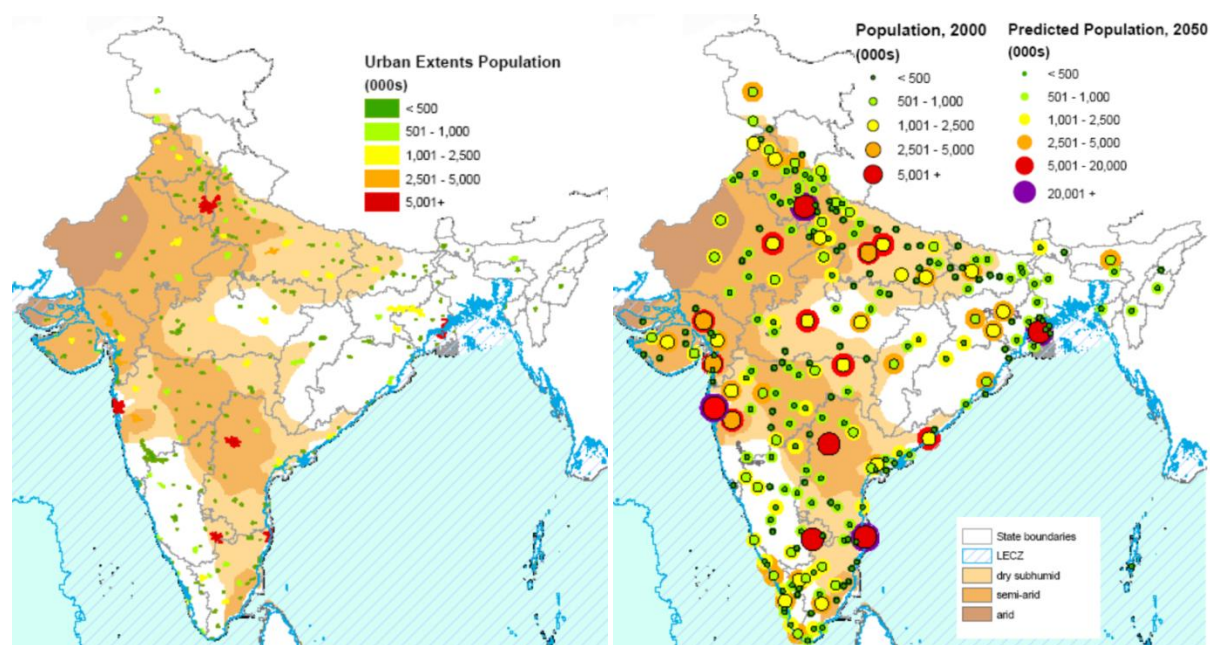 Urban Extents Population
(000s)
< 500
501 - 1,000
1,001 - 2,500
2,501 - 5,000
5,001+
Population, 2000
(000s)
< 500
501 - 1,000
1,001 - 2,500
2,501 - 5,000
5,001 +
Predicted Population, 2050
(000s)
< 500
501 - 1,000
1,001 - 2,500
2,501 - 5,000
5,001 - 20,000
20,001 +
State boundaries
LECZ
dry subhumid
semi-arid
arid